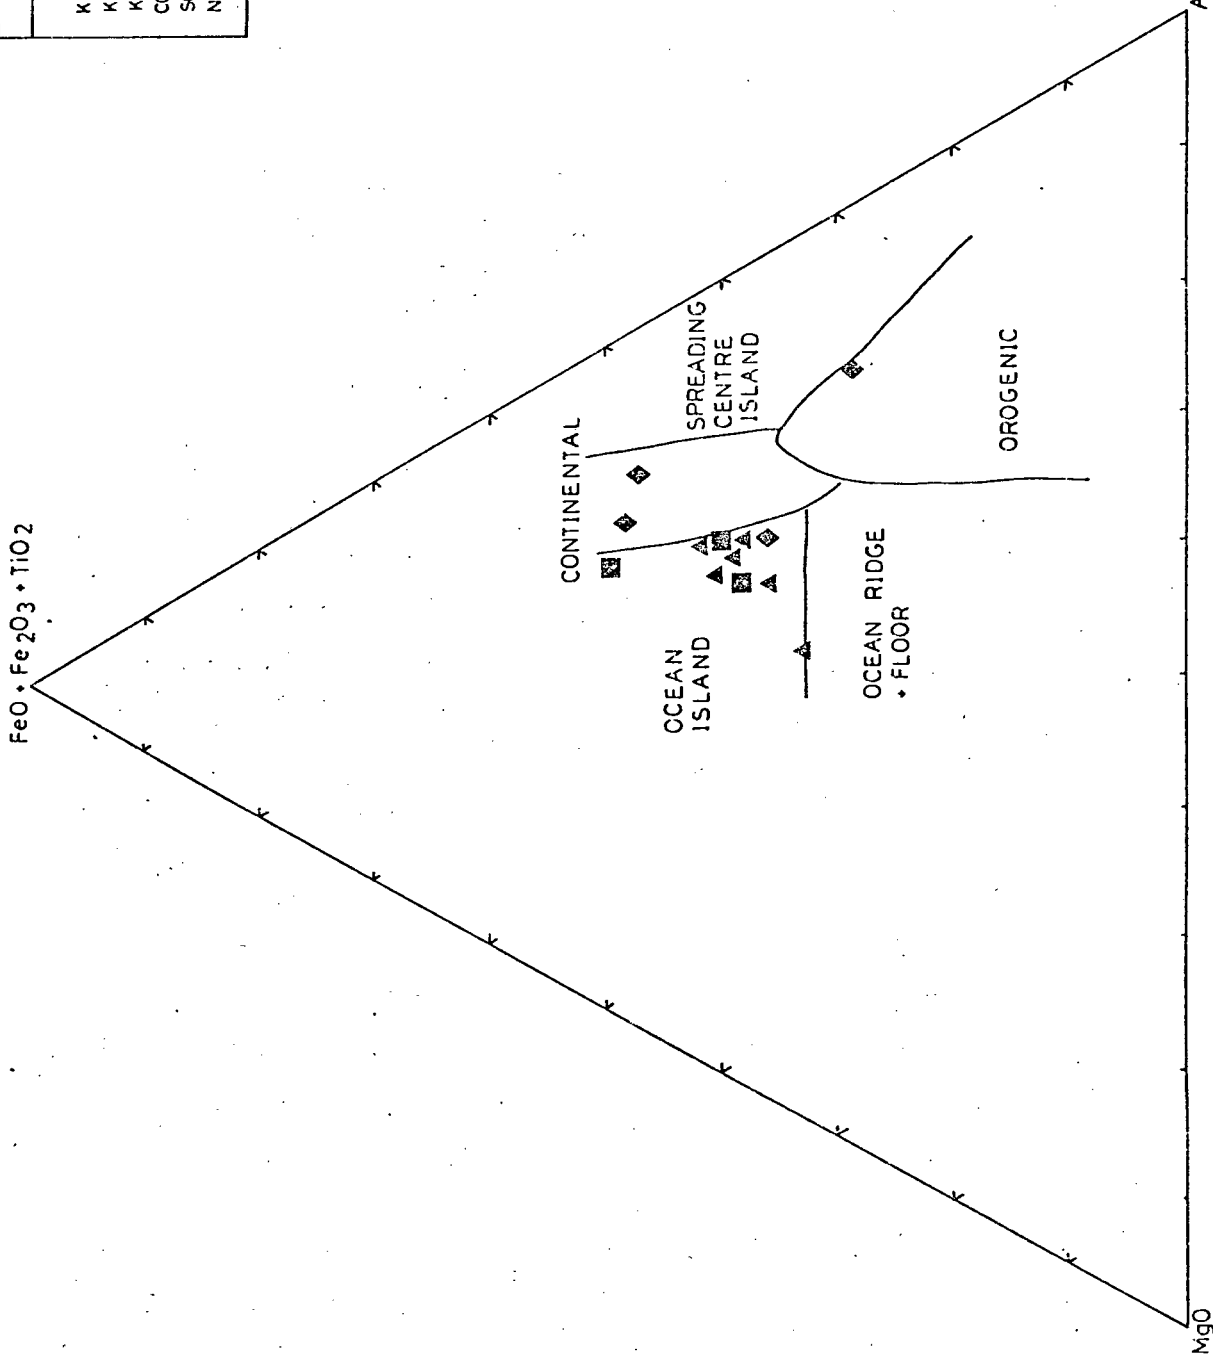 FeO + Fe2O3 + TiO2
CONTINENTAL
SPREADING
CENTRE
ISLAND
OCEAN
ISLAND
OCEAN RIDGE
+ FLOOR
OROGENIC
MgO